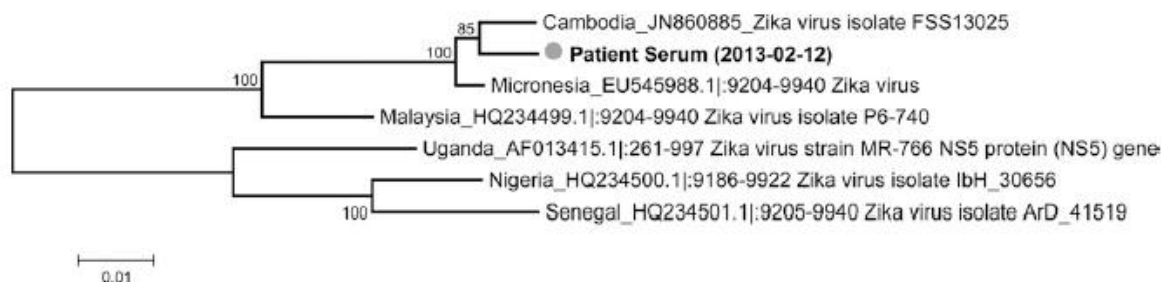 Cambodia_JN860885_Zika virus isolate FSS13025
85
Patient Serum (2013-02-12)
100
Micronesia_EU545988.1|:9204-9940 Zika virus
100
Malaysia_HQ234499.1|:9204-9940 Zika virus isolate P6-740
Uganda_AF013415.1|:261-997 Zika virus strain MR-766 NS5 protein (NS5) gene
Nigeria_HQ234500.1|:9186-9922 Zika virus isolate IbH_30656
100
Senegal_HQ234501.1|:9205-9940 Zika virus isolate ArD_41519
0.01